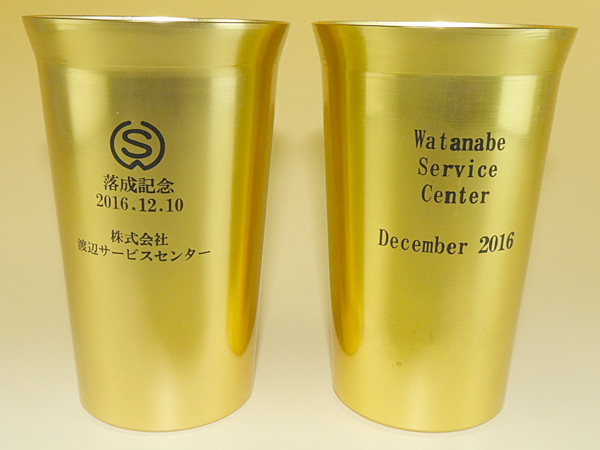 S
落成記念
2016.12.10
株式会社
渡辺サービスセンター
Watanabe
Service
Center
December 2016